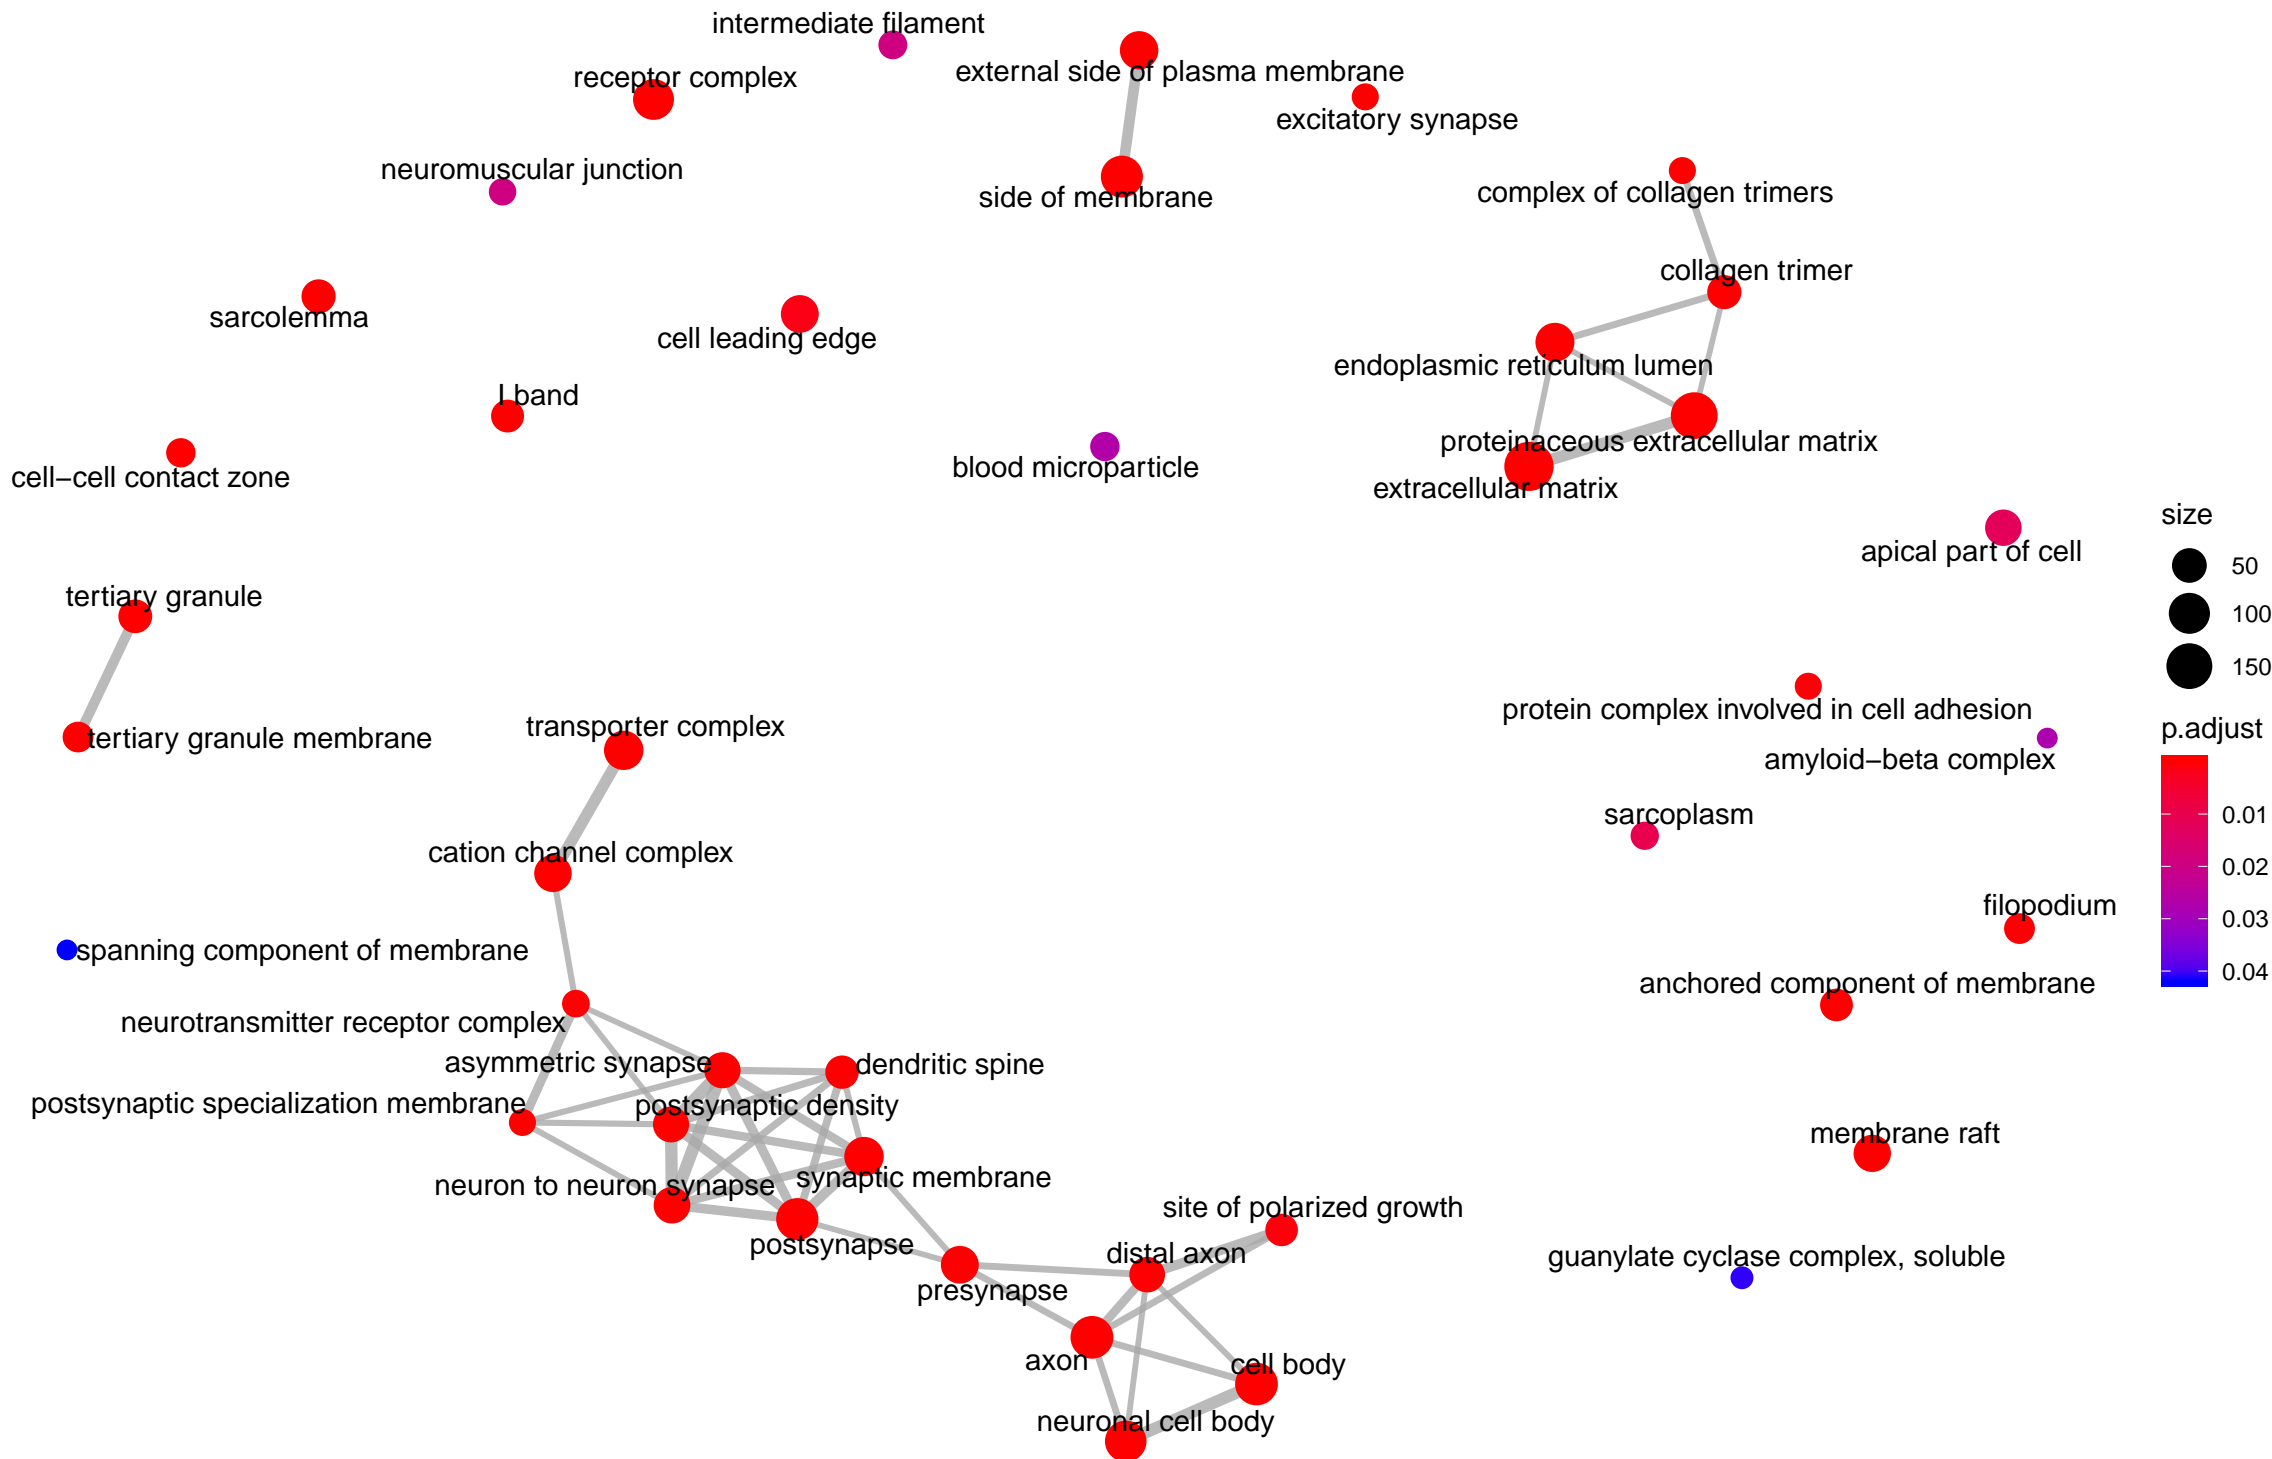 intermediate filament
receptor complex
external side of plasma membrane
excitatory synapse
neuromuscular junction
side of membrane
complex of collagen trimers
collagen trimer
sarcolemma
cell leading edge
endoplasmic reticulum lumen
I band
proteinaceous extracellular matrix
cell−cell contact zone
blood microparticle
extracellular matrix
apical part of cell
tertiary granule
tertiary granule membrane
transporter complex
protein complex involved in cell adhesion
amyloid−beta complex
sarcoplasm
cation channel complex
filopodium
spanning component of membrane
anchored component of membrane
neurotransmitter receptor complex
asymmetric synapse
dendritic spine
postsynaptic specialization membrane
postsynaptic density
membrane raft
neuron to neuron synapse
synaptic membrane
site of polarized growth
postsynapse
distal axon
guanylate cyclase complex, soluble
presynapse
axon
cell body
neuronal cell body
size
50
100
150
p.adjust
0.01
0.02
0.03
0.04